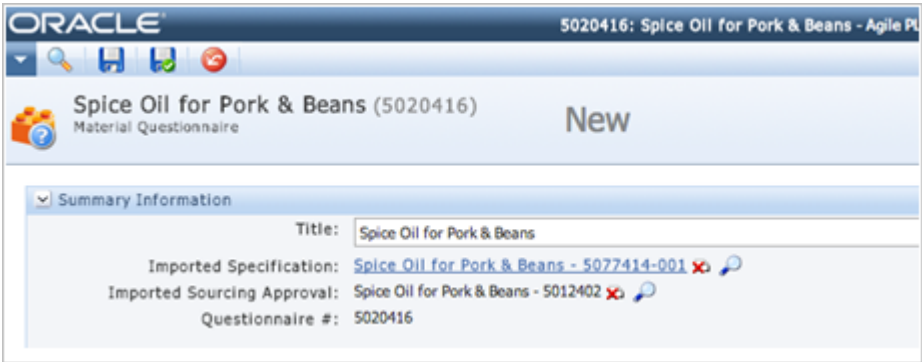 ORACLE
5020416: Spice Oil for Pork & Beans - Agile PL
Spice Oil for Pork & Beans (5020416)
Material Questionnaire
New
Summary Information
Title: Spice Oil for Pork & Beans
Imported Specification: Spice Oil for Pork & Beans - 5077414-001
Imported Sourcing Approval: Spice Oil for Pork & Beans - 5012402
Questionnaire #: 5020416